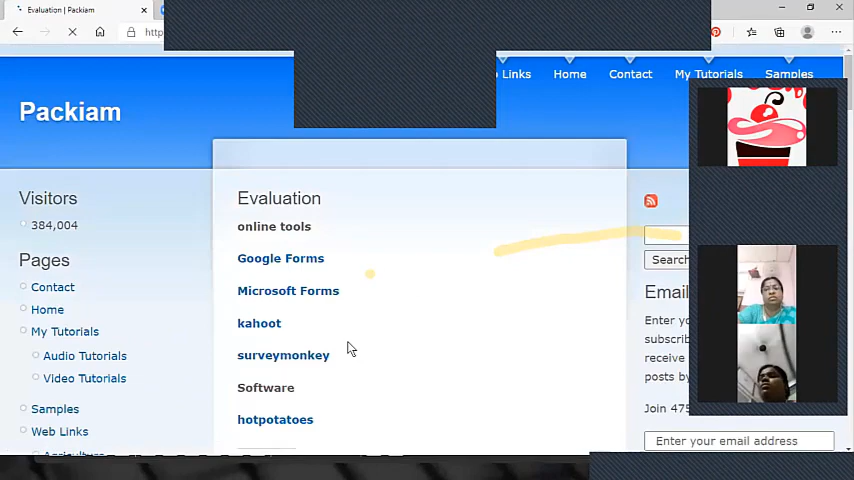 Evaluation | Packiam
http
Links
Home
Contact
My Tutorials
Samples
Packiam
Visitors
384,004
Pages
Contact
Home
My Tutorials
Audio Tutorials
Video Tutorials
Samples
Web Links
Agriculture
Evaluation
online tools
Google Forms
Microsoft Forms
kahoot
surveymonkey
Software
hotpotatoes
Search
Email
Enter yo
subscrib
receive
posts by
Join 475
Enter your email address